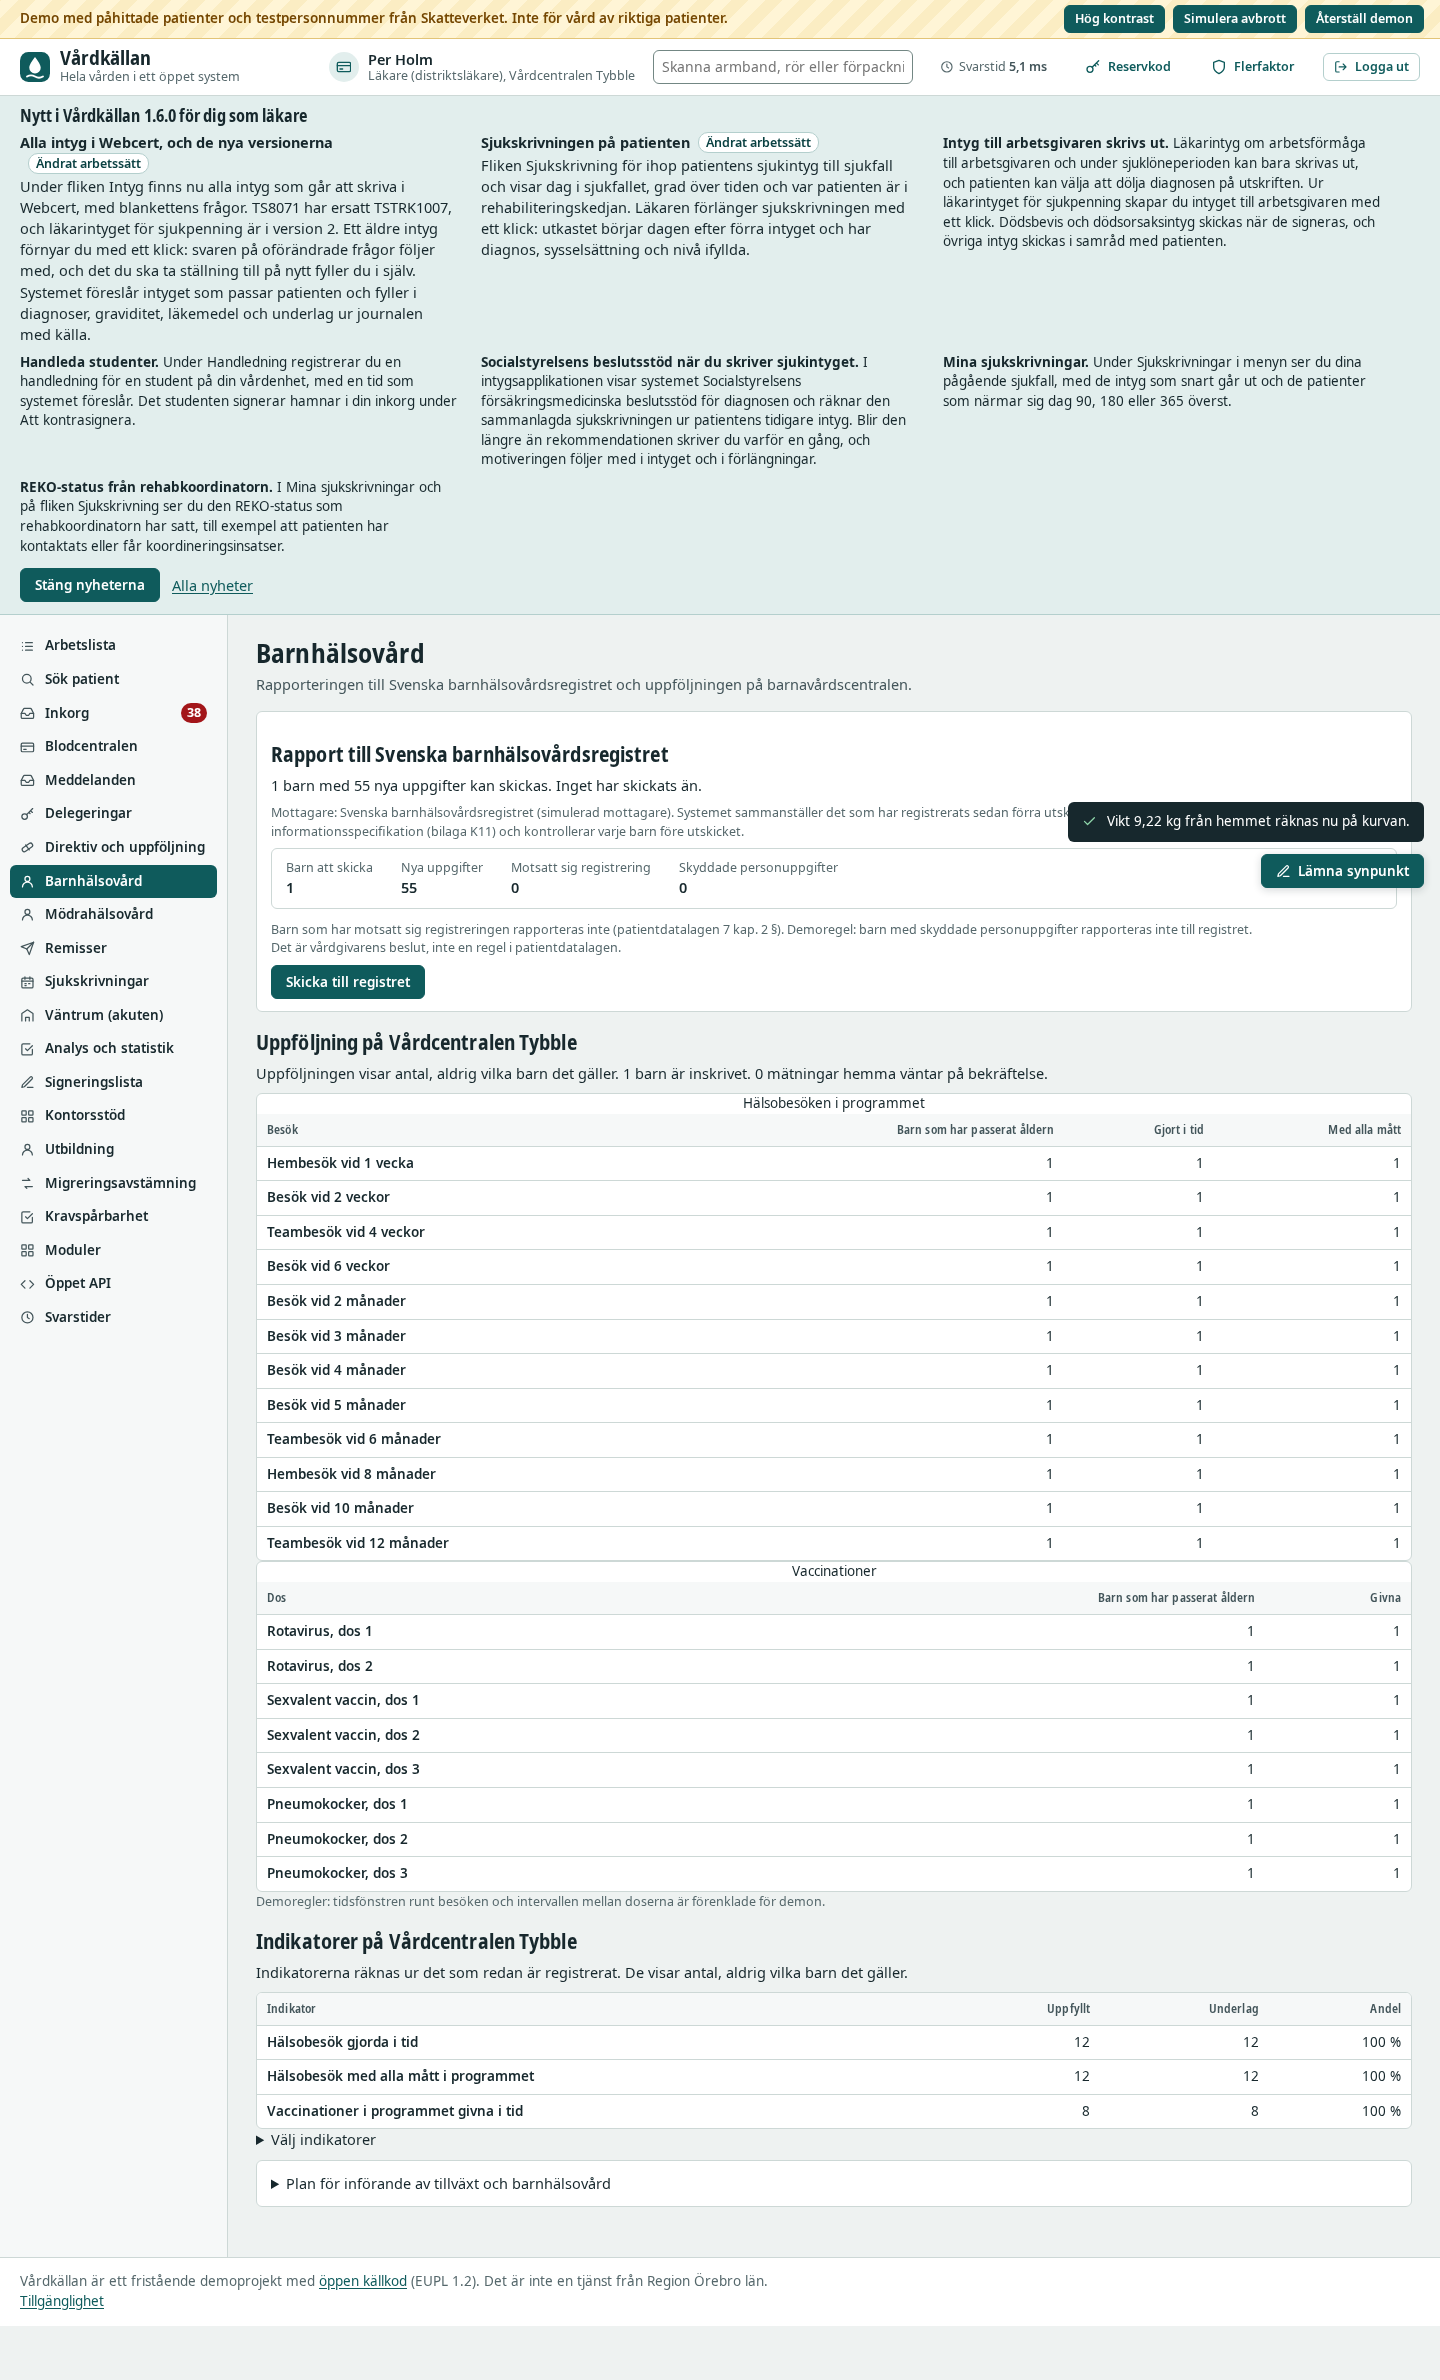 Demo med påhittade patienter och testpersonnummer från Skatteverket. Inte för vård av riktiga patienter.
Hög kontrast
Simulera avbrott
Återställ demon
Vårdkällan
Hela vården i ett öppet system
Per Holm
Läkare (distriktsläkare), Vårdcentralen Tybble
Skanna armband, rör eller förpackni
Svarstid 5,1 ms
Reservkod
Flerfaktor
Logga ut
Nytt i Vårdkällan 1.6.0 för dig som läkare
Alla intyg i Webcert, och de nya versionerna
Ändrat arbetssätt
Under fliken Intyg finns nu alla intyg som går att skriva i
Webcert, med blankettens frågor. TS8071 har ersatt TSTRK1007,
och läkarintyget för sjukpenning är i version 2. Ett äldre intyg
förnyar du med ett klick: svaren på oförändrade frågor följer
med, och det du ska ta ställning till på nytt fyller du i själv.
Systemet föreslår intyget som passar patienten och fyller i
diagnoser, graviditet, läkemedel och underlag ur journalen
med källa.
Sjukskrivningen på patienten
Ändrat arbetssätt
Fliken Sjukskrivning för ihop patientens sjukintyg till sjukfall
och visar dag i sjukfallet, grad över tiden och var patienten är i
rehabiliteringskedjan. Läkaren förlänger sjukskrivningen med
ett klick: utkastet börjar dagen efter förra intyget och har
diagnos, sysselsättning och nivå ifyllda.
Intyg till arbetsgivaren skrivs ut. Läkarintyg om arbetsförmåga
till arbetsgivaren och under sjuklöneperioden kan bara skrivas ut,
och patienten kan välja att dölja diagnosen på utskriften. Ur
läkarintyget för sjukpenning skapar du intyget till arbetsgivaren med
ett klick. Dödsbevis och dödsorsaksintyg skickas när de signeras, och
övriga intyg skickas i samråd med patienten.
Handleda studenter. Under Handledning registrerar du en
handledning för en student på din vårdenhet, med en tid som
systemet föreslår. Det studenten signerar hamnar i din inkorg under
Att kontrasignera.
Socialstyrelsens beslutsstöd när du skriver sjukintyget. I
intygsapplikationen visar systemet Socialstyrelsens
försäkringsmedicinska beslutsstöd för diagnosen och räknar den
sammanlagda sjukskrivningen ur patientens tidigare intyg. Blir den
längre än rekommendationen skriver du varför en gång, och
motiveringen följer med i intyget och i förlängningar.
Mina sjukskrivningar. Under Sjukskrivningar i menyn ser du dina
pågående sjukfall, med de intyg som snart går ut och de patienter
som närmar sig dag 90, 180 eller 365 överst.
REKO-status från rehabkoordinatorn. I Mina sjukskrivningar och
på fliken Sjukskrivning ser du den REKO-status som
rehabkoordinatorn har satt, till exempel att patienten har
kontaktats eller får koordineringsinsatser.
Stäng nyheterna
Alla nyheter
Arbetslista
Sök patient
Inkorg
38
Blodcentralen
Meddelanden
Delegeringar
Direktiv och uppföljning
Barnhälsovård
Mödrahälsovård
Remisser
Sjukskrivningar
Väntrum (akuten)
Analys och statistik
Signeringslista
Kontorsstöd
Utbildning
Migreringsavstämning
Kravspårbarhet
Moduler
Öppet API
Svarstider
Barnhälsovård
Rapporteringen till Svenska barnhälsovårdsregistret och uppföljningen på barnavårdscentralen.
Rapport till Svenska barnhälsovårdsregistret
1 barn med 55 nya uppgifter kan skickas. Inget har skickats än.
Mottagare: Svenska barnhälsovårdsregistret (simulerad mottagare). Systemet sammanställer det som har registrerats sedan förra utsk
informationsspecifikation (bilaga K11) och kontrollerar varje barn före utskicket.
Vikt 9,22 kg från hemmet räknas nu på kurvan.
Lämna synpunkt
Barn att skicka
1
Nya uppgifter
55
Motsatt sig registrering
0
Skyddade personuppgifter
0
Barn som har motsatt sig registreringen rapporteras inte (patientdatalagen 7 kap. 2 §). Demoregel: barn med skyddade personuppgifter rapporteras inte till registret.
Det är vårdgivarens beslut, inte en regel i patientdatalagen.
Skicka till registret
Uppföljning på Vårdcentralen Tybble
Uppföljningen visar antal, aldrig vilka barn det gäller. 1 barn är inskrivet. 0 mätningar hemma väntar på bekräftelse.
Hälsobesöken i programmet
Besök Barn som har passerat åldern Gjort i tid Med alla mått
Hembesök vid 1 vecka 1 1 1
Besök vid 2 veckor 1 1 1
Teambesök vid 4 veckor 1 1 1
Besök vid 6 veckor 1 1 1
Besök vid 2 månader 1 1 1
Besök vid 3 månader 1 1 1
Besök vid 4 månader 1 1 1
Besök vid 5 månader 1 1 1
Teambesök vid 6 månader 1 1 1
Hembesök vid 8 månader 1 1 1
Besök vid 10 månader 1 1 1
Teambesök vid 12 månader 1 1 1
Vaccinationer
Dos Barn som har passerat åldern Givna
Rotavirus, dos 1 1 1
Rotavirus, dos 2 1 1
Sexvalent vaccin, dos 1 1 1
Sexvalent vaccin, dos 2 1 1
Sexvalent vaccin, dos 3 1 1
Pneumokocker, dos 1 1 1
Pneumokocker, dos 2 1 1
Pneumokocker, dos 3 1 1
Demoregler: tidsfönstren runt besöken och intervallen mellan doserna är förenklade för demon.
Indikatorer på Vårdcentralen Tybble
Indikatorerna räknas ur det som redan är registrerat. De visar antal, aldrig vilka barn det gäller.
Indikator Uppfyllt Underlag Andel
Hälsobesök gjorda i tid 12 12 100 %
Hälsobesök med alla mått i programmet 12 12 100 %
Vaccinationer i programmet givna i tid 8 8 100 %
Välj indikatorer
Plan för införande av tillväxt och barnhälsovård
Vårdkällan är ett fristående demoprojekt med öppen källkod (EUPL 1.2). Det är inte en tjänst från Region Örebro län.
Tillgänglighet